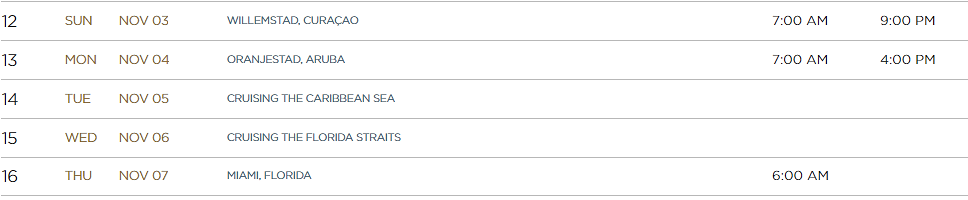 12 SUN NOV 03 WILLEMSTAD, CURAÇAO 7:00 AM 9:00 PM
13 MON NOV 04 ORANJESTAD, ARUBA 7:00 AM 4:00 PM
14 TUE NOV 05 CRUISING THE CARIBBEAN SEA
15 WED NOV 06 CRUISING THE FLORIDA STRAITS
16 THU NOV 07 MIAMI, FLORIDA 6:00 AM